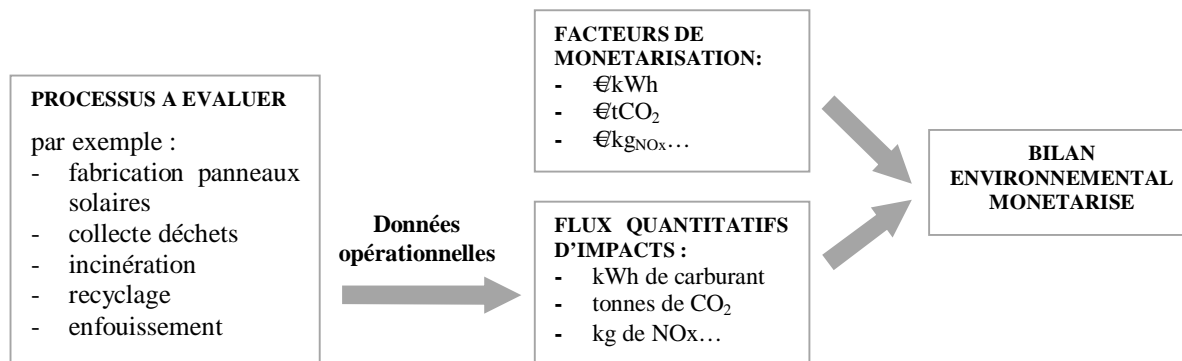 PROCESSUS A EVALUER
par exemple :
- fabrication panneaux
solaires
- collecte déchets
- incinération
- recyclage
- enfouissement
Données
opérationnelles
FACTEURS DE
MONETARISATION:
- €/kWh
- €/tCO₂
- €/kgNOx…
FLUX QUANTITATIFS
D’IMPACTS :
- kWh de carburant
- tonnes de CO₂
- kg de NOx…
BILAN
ENVIRONNEMENTAL
MONETARISE